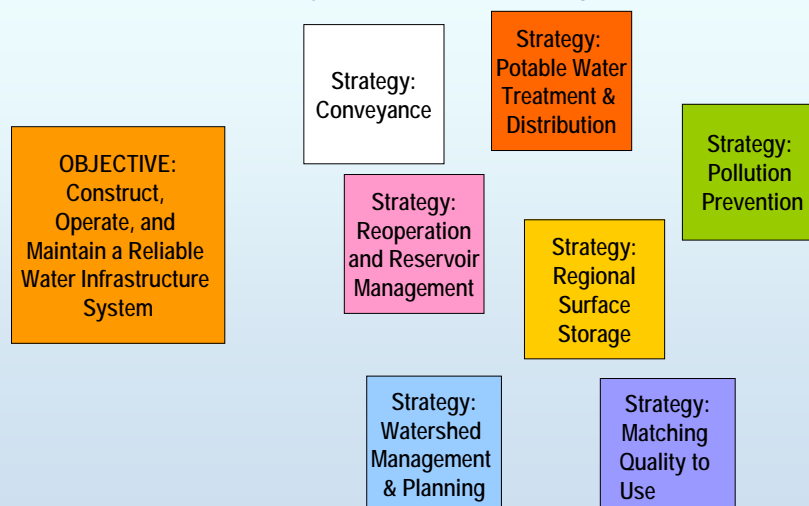 OBJECTIVE:
Construct,
Operate, and
Maintain a Reliable
Water Infrastructure
System
Strategy:
Conveyance
Strategy:
Potable Water
Treatment &
Distribution
Strategy:
Pollution
Prevention
Strategy:
Reoperation
and Reservoir
Management
Strategy:
Regional
Surface
Storage
Strategy:
Watershed
Management
& Planning
Strategy:
Matching
Quality to
Use